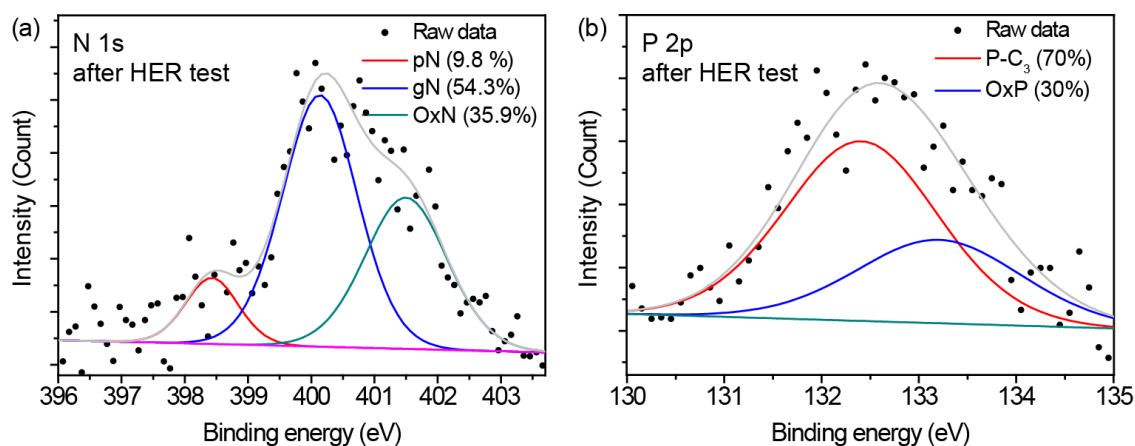 (a)
N 1s
after HER test
Raw data
pN (9.8 %)
gN (54.3%)
OxN (35.9%)
Intensity (Count)
396 397 398 399 400 401 402 403
Binding energy (eV)
(b)
P 2p
after HER test
Raw data
P-C₃ (70%)
OxP (30%)
Intensity (Count)
130 131 132 133 134 135
Binding energy (eV)